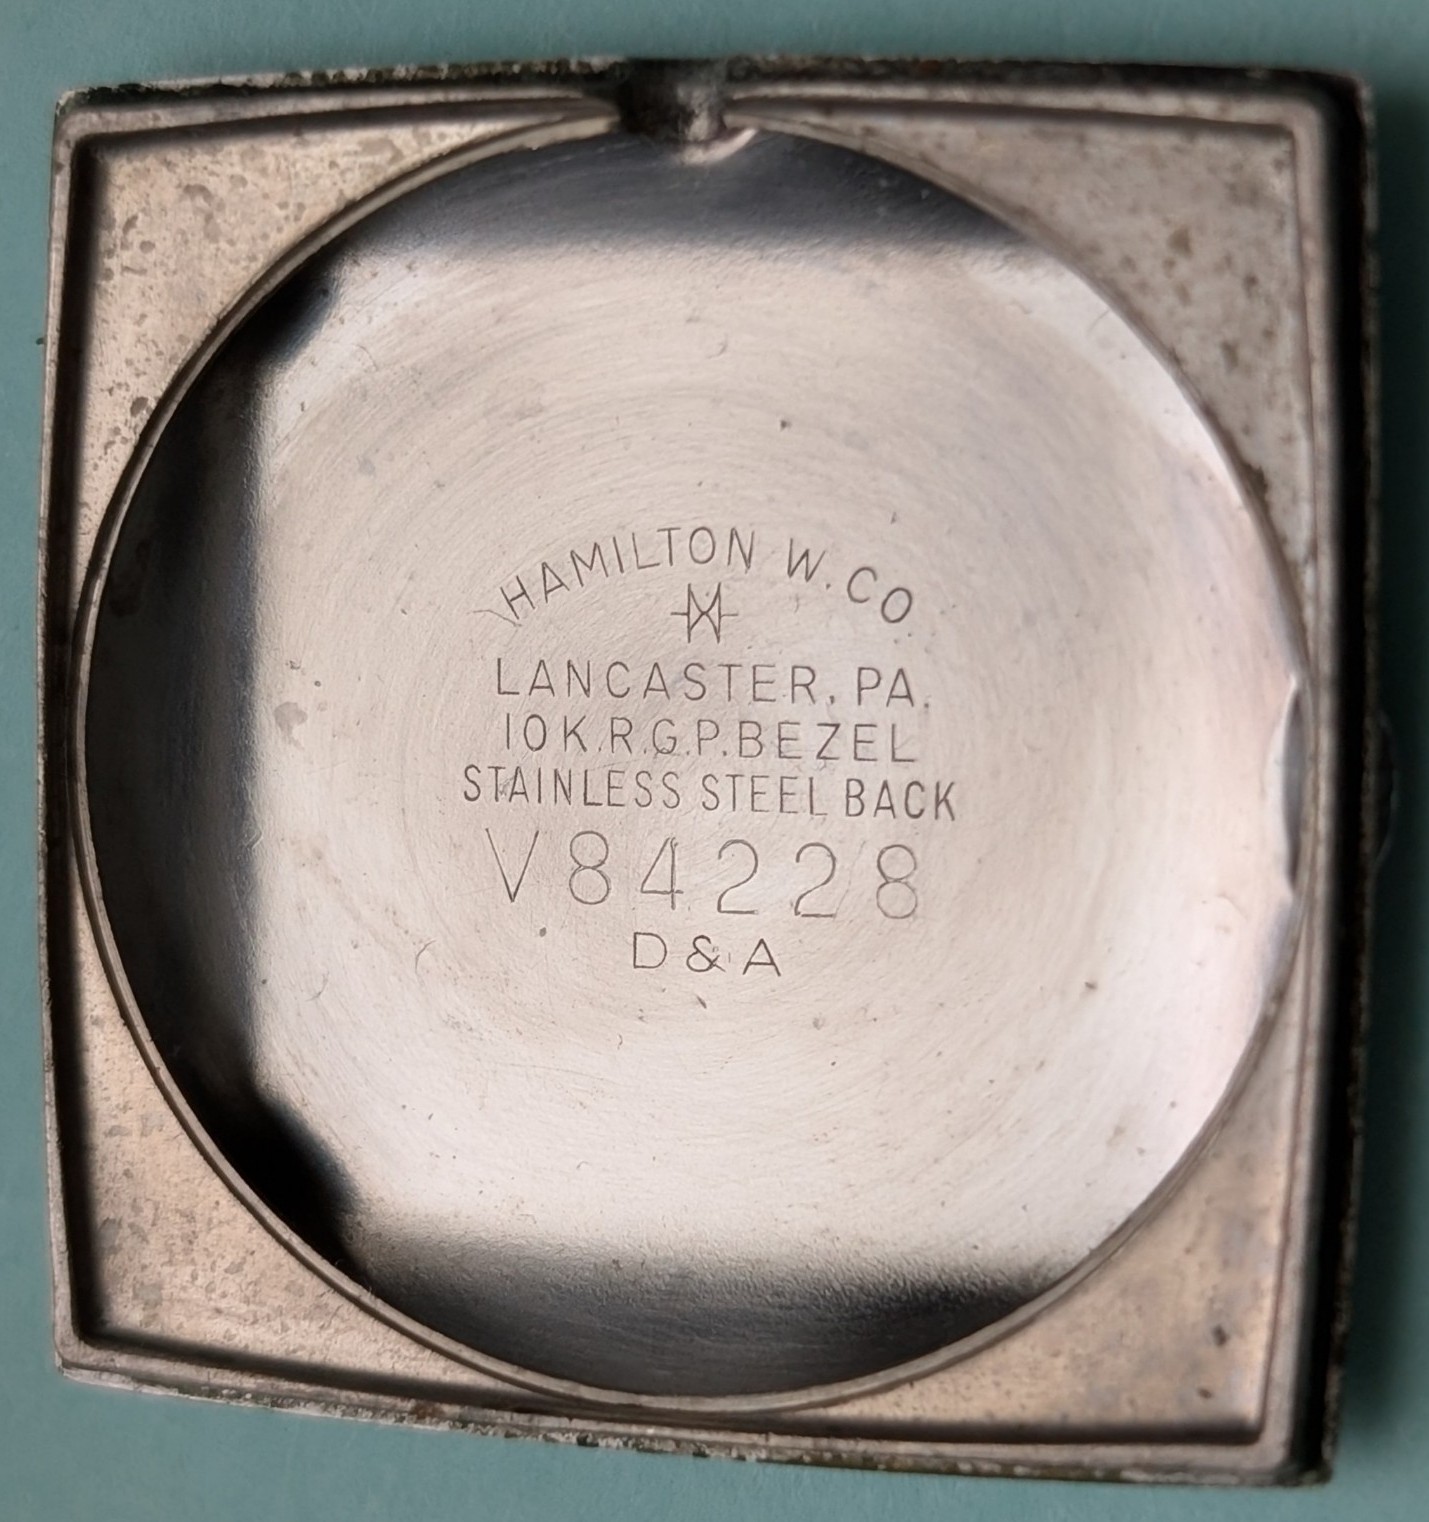 HAMILTON W. CO.
LANCASTER, PA.
10K.R.G.P.BEZEL
STAINLESS STEEL BACK
V84228
D&A